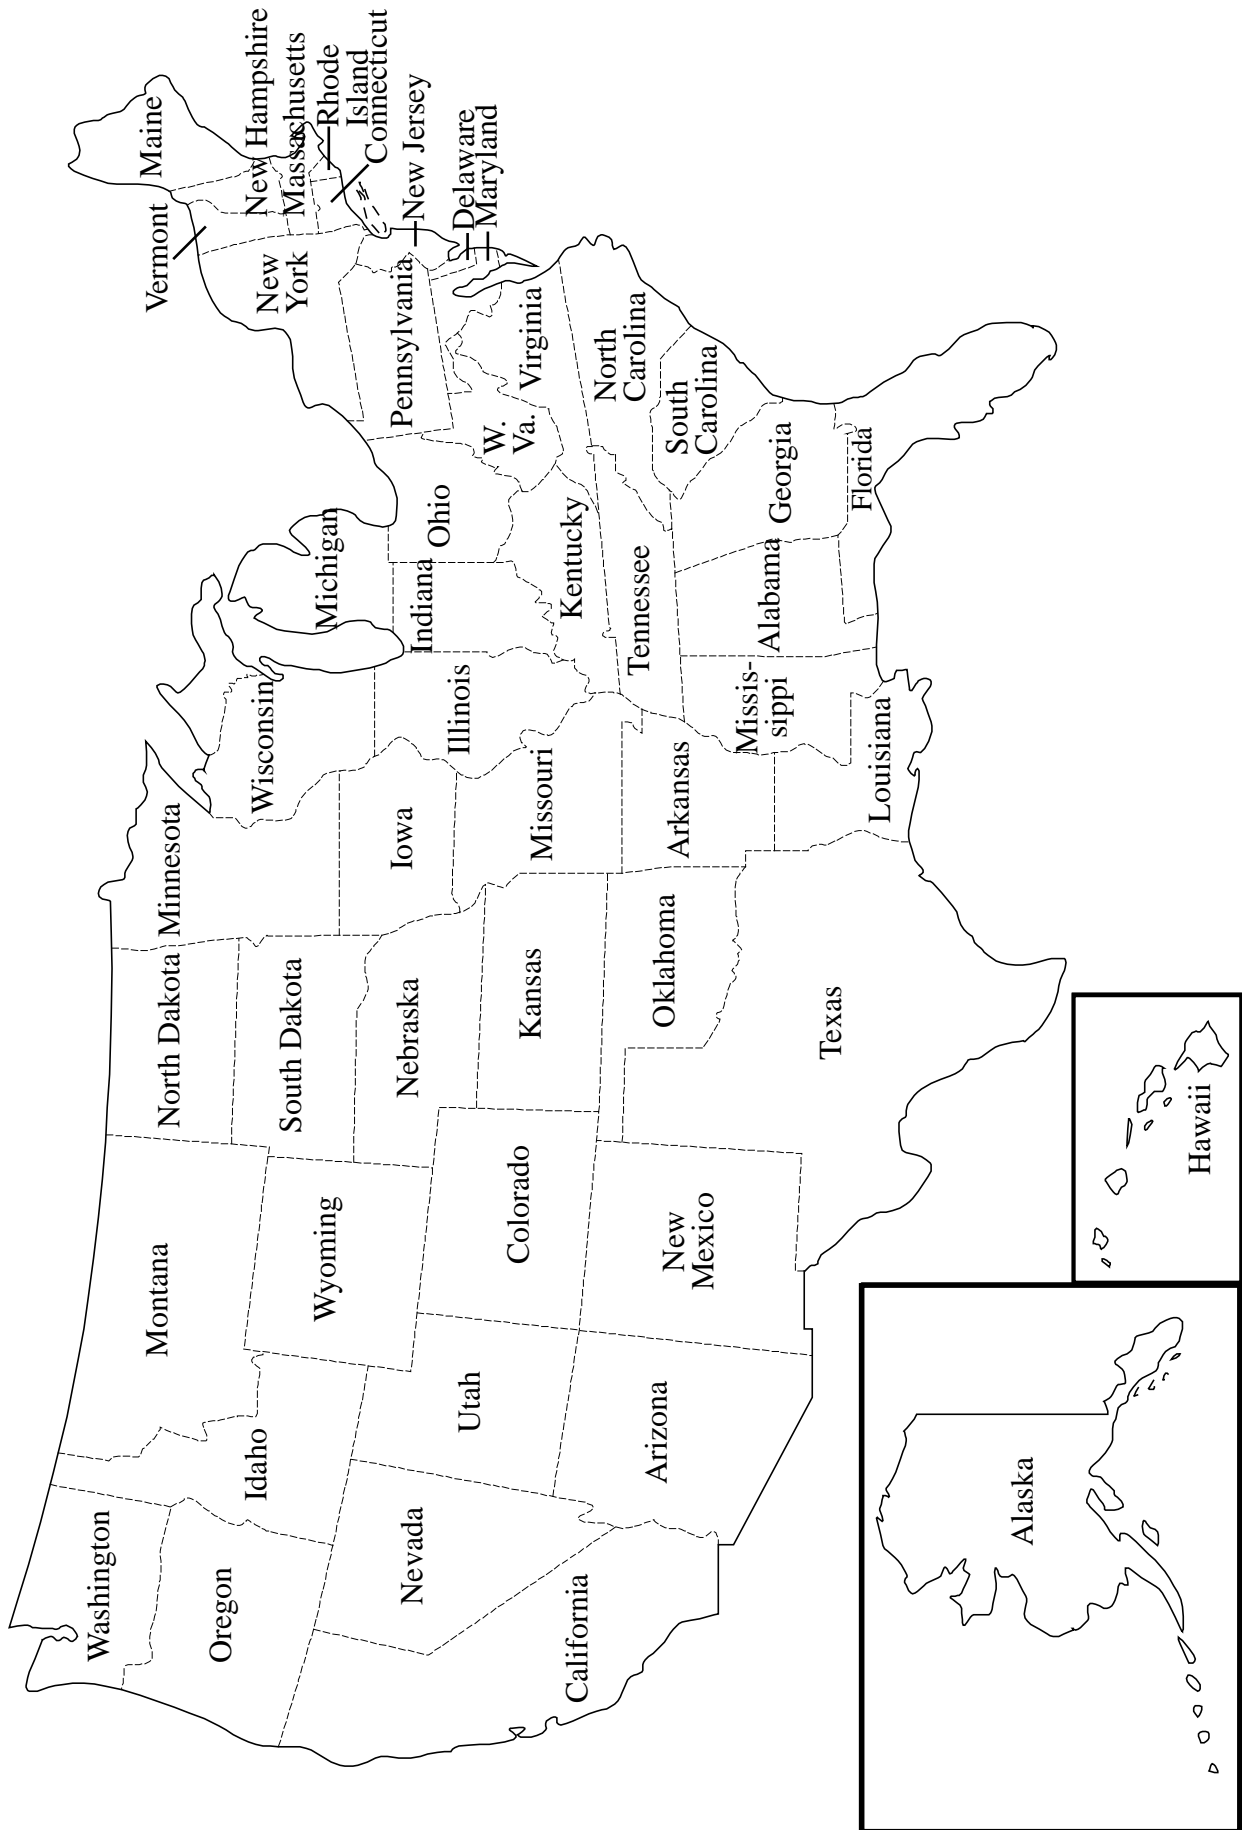 Washington
Oregon
California
Nevada
Idaho
Montana
Wyoming
Utah
Arizona
Colorado
New
Mexico
North Dakota
South Dakota
Nebraska
Kansas
Oklahoma
Texas
Minnesota
Iowa
Missouri
Arkansas
Louisiana
Wisconsin
Illinois
Missis-
sippi
Michigan
Indiana
Ohio
Kentucky
Tennessee
Alabama
Georgia
Florida
W.
Va.
Virginia
North
Carolina
South
Carolina
Pennsylvania
New
York
Vermont
Maine
New Hampshire
Massachusetts
Rhode
Island
Connecticut
New Jersey
Delaware
Maryland
Alaska
Hawaii